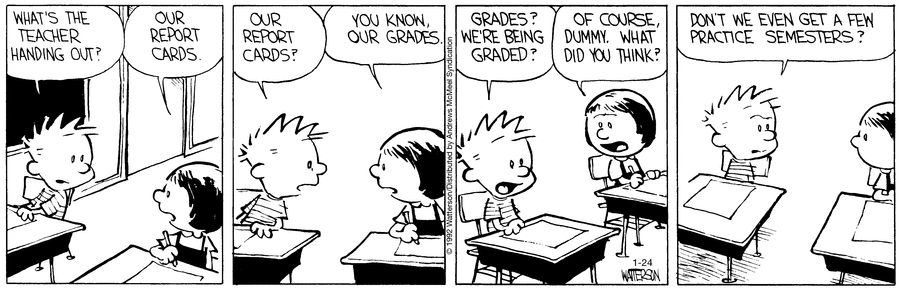 WHAT'S THE
TEACHER
HANDING OUT?
OUR
REPORT
CARDS.
OUR
REPORT
CARDS?
YOU KNOW,
OUR GRADES.
© 1992 Watterson/Distributed by Andrews McMeel Syndication
GRADES?
WE'RE BEING
GRADED?
OF COURSE,
DUMMY. WHAT
DID YOU THINK?
1-24
WATTERSON
DON'T WE EVEN GET A FEW
PRACTICE SEMESTERS?